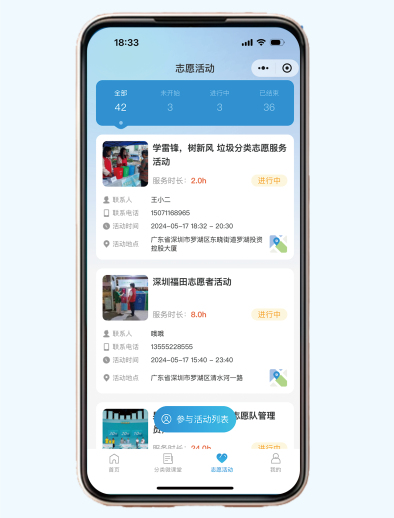 18:33
志愿活动
全部 未开始 进行中 已结束
42 3 3 36
学雷锋，树新风 垃圾分类志愿服务
活动
服务时长：2.0h 进行中
联系人 王小二
联系电话 15071168965
活动时间 2024-05-17 18:32 - 20:30
活动地点 广东省深圳市罗湖区东晓街道罗湖投资
控股大厦
深圳福田志愿者活动
服务时长：8.0h 进行中
联系人 哦哦
联系电话 13555228555
活动时间 2024-05-17 15:40 - 23:40
活动地点 广东省深圳市罗湖区清水河一路
志愿队管理
参与活动列表
服务时长：24.0h 进行中
首页 分类微课堂 志愿活动 我的